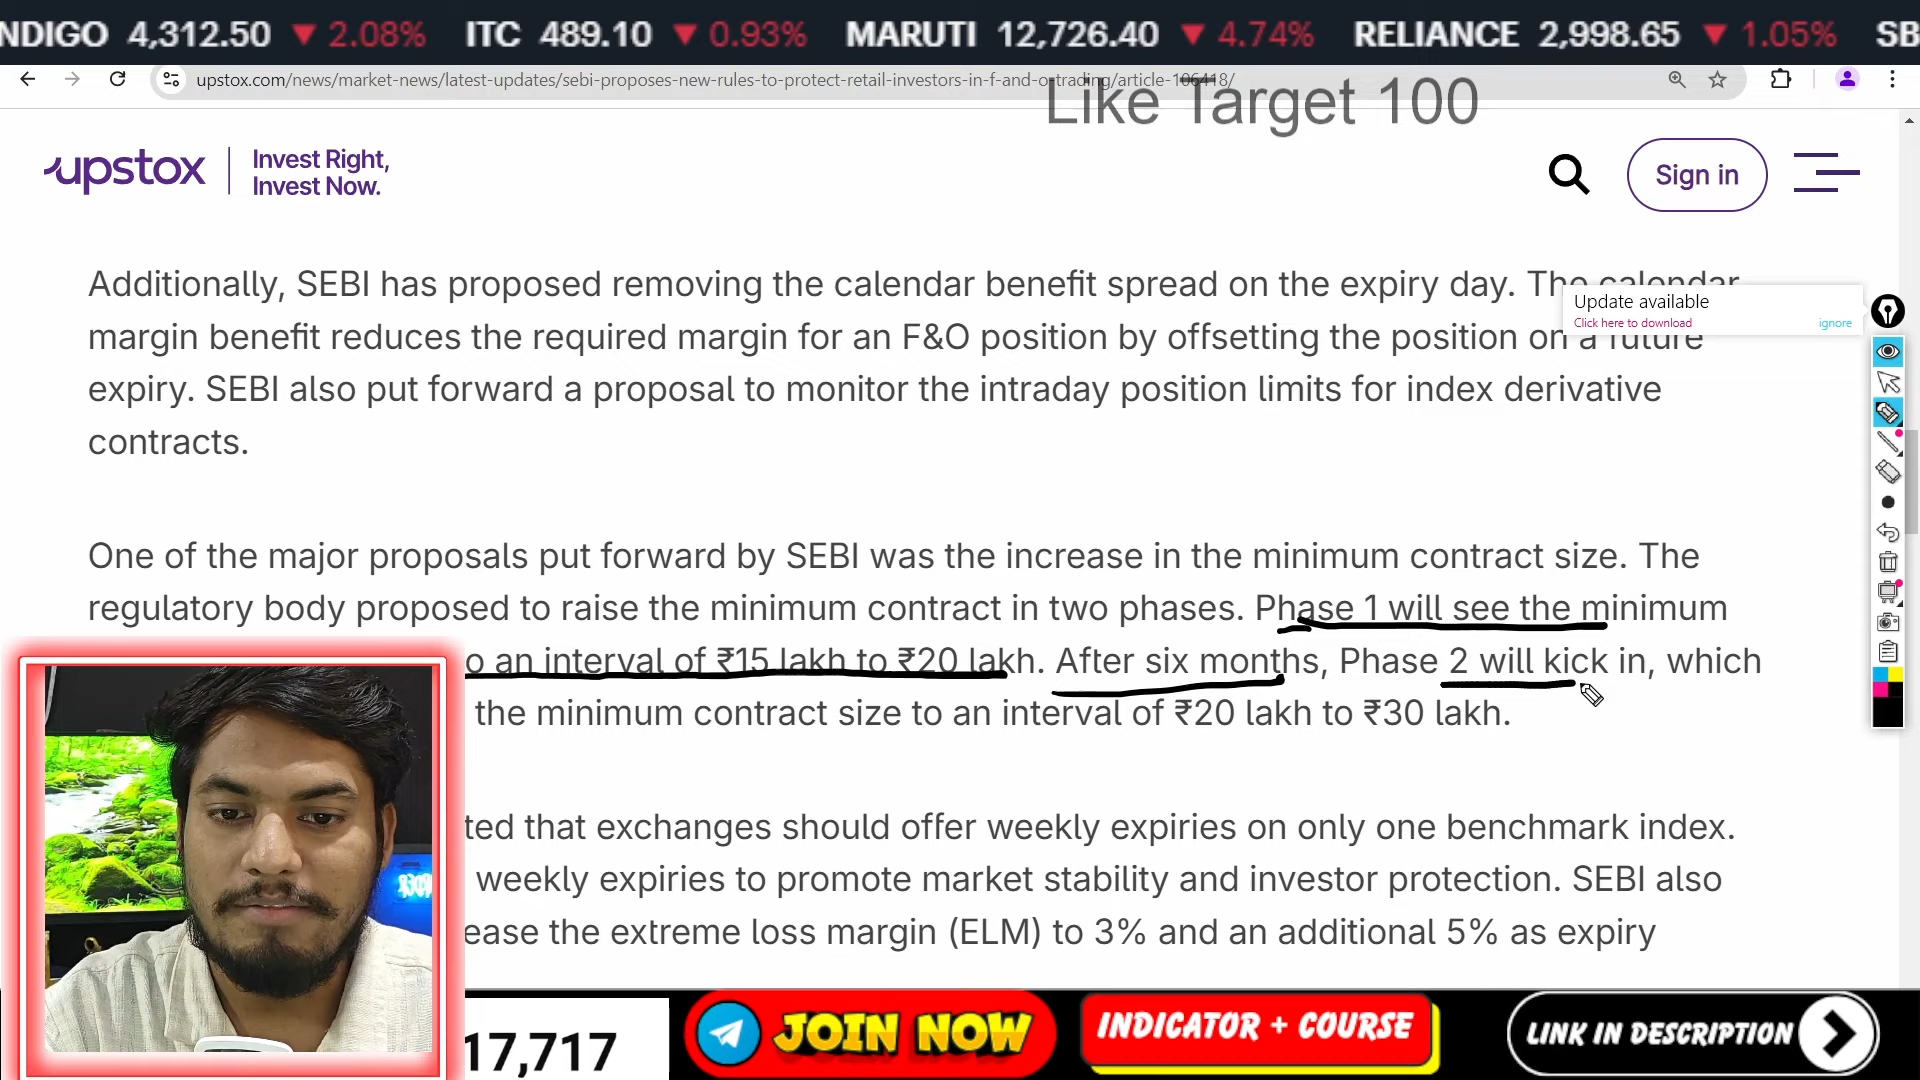 NDIGO 4,312.50 ▼ 2.08% ITC 489.10 ▼ 0.93% MARUTI 12,726.40 ▼ 4.74% RELIANCE 2,998.65 ▼ 1.05% SB
upstox.com/news/market-news/latest-updates/sebi-proposes-new-rules-to-protect-retail-investors-in-f-and-o-trading/article-106418/
Like Target 100
upstox
Invest Right,
Invest Now.
Sign in
Additionally, SEBI has proposed removing the calendar benefit spread on the expiry day. The calendar
margin benefit reduces the required margin for an F&O position by offsetting the position on a future
expiry. SEBI also put forward a proposal to monitor the intraday position limits for index derivative
contracts.
Update available
Click here to download ignore
One of the major proposals put forward by SEBI was the increase in the minimum contract size. The
regulatory body proposed to raise the minimum contract in two phases. Phase 1 will see the minimum
o an interval of ₹15 lakh to ₹20 lakh. After six months, Phase 2 will kick in, which
the minimum contract size to an interval of ₹20 lakh to ₹30 lakh.
ted that exchanges should offer weekly expiries on only one benchmark index.
weekly expiries to promote market stability and investor protection. SEBI also
ease the extreme loss margin (ELM) to 3% and an additional 5% as expiry
17,717
JOIN NOW
INDICATOR + COURSE
LINK IN DESCRIPTION